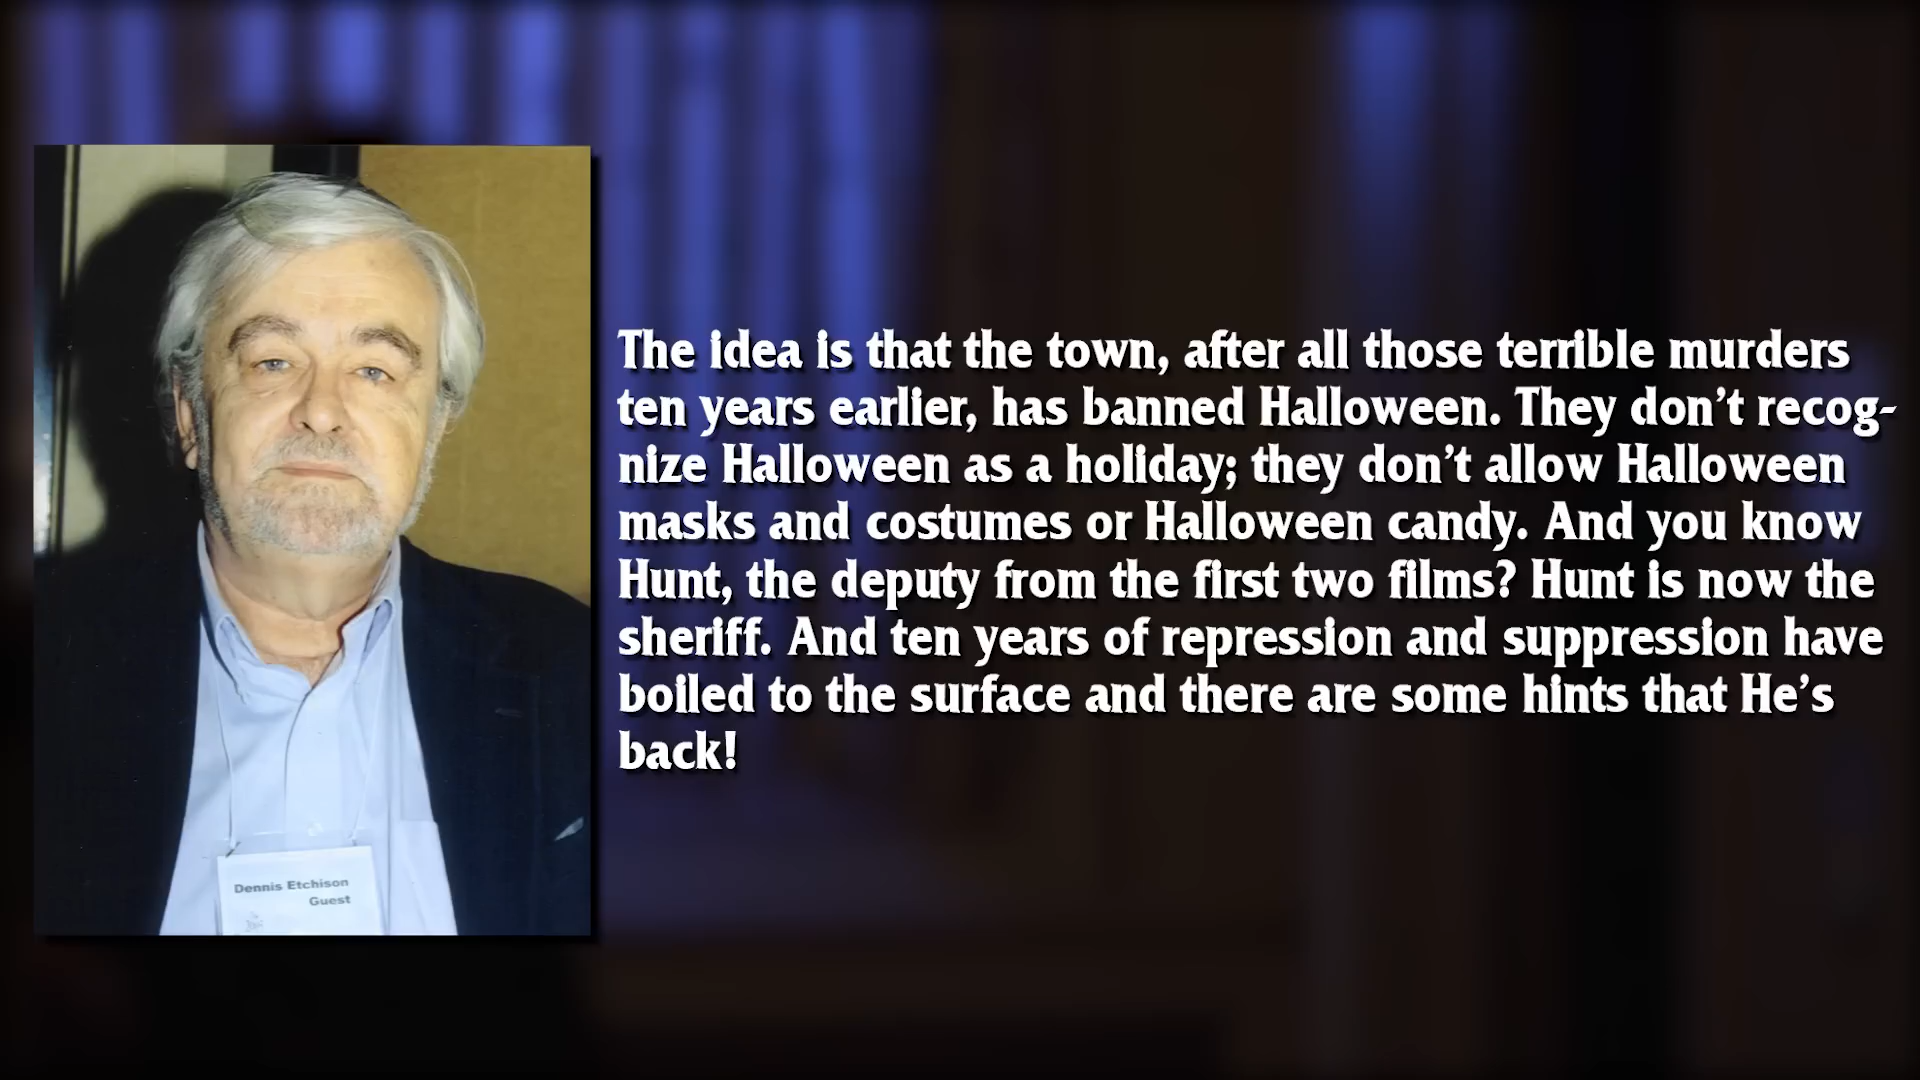 The idea is that the town, after all those terrible murders
ten years earlier, has banned Halloween. They don’t recog-
nize Halloween as a holiday; they don’t allow Halloween
masks and costumes or Halloween candy. And you know
Hunt, the deputy from the first two films? Hunt is now the
sheriff. And ten years of repression and suppression have
boiled to the surface and there are some hints that He’s
back!
Dennis Etchison
Guest